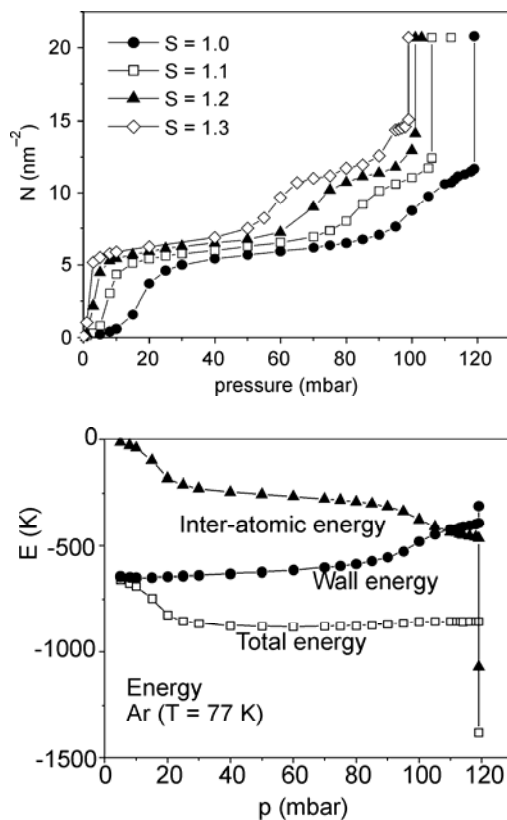 20
15
10
5
0
N (nm⁻²)
S = 1.0
S = 1.1
S = 1.2
S = 1.3
0 20 40 60 80 100 120
pressure (mbar)
0
-500
-1000
-1500
E (K)
Inter-atomic energy
Wall energy
Total energy
Energy
Ar (T = 77 K)
0 20 40 60 80 100 120
p (mbar)